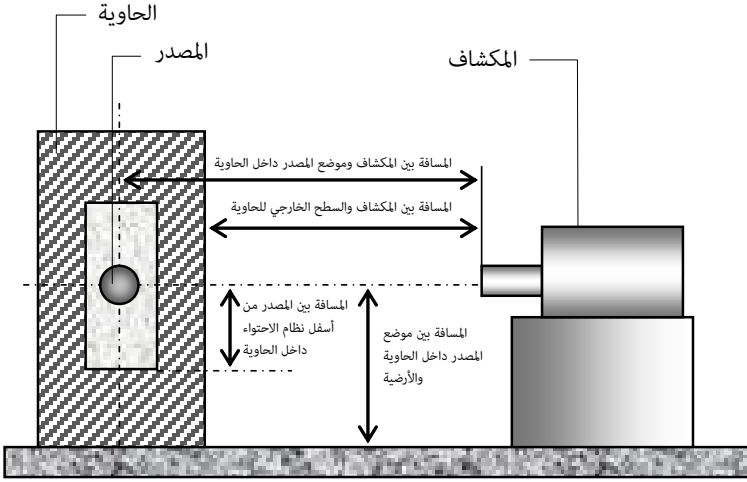 الحاوية
المصدر
المكشاف
المسافة بين المكشاف وموضع المصدر داخل الحاوية
المسافة بين المكشاف والسطح الخارجي للحاوية
المسافة بين المصدر من
أسفل نظام الاحتواء
داخل الحاوية
المسافة بين موضع
المصدر داخل الحاوية
والأرضية